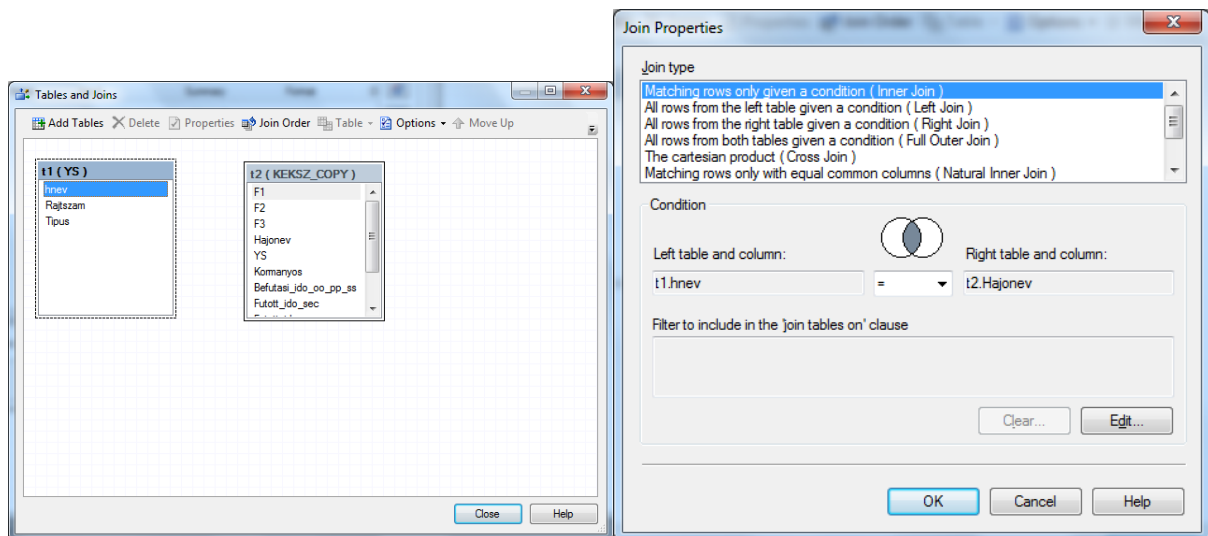 Tables and Joins
Add Tables Delete Properties Join Order Table Options Move Up
t1 ( YS )
hnev
Rajtszam
Tipus
t2 ( KEKSZ_COPY )
F1
F2
F3
Hajonev
YS
Kormanyos
Befutasi_ido_oo_pp_ss
Futott_ido_sec
Close Help
Join Properties
Join type
Matching rows only given a condition ( Inner Join )
All rows from the left table given a condition ( Left Join )
All rows from the right table given a condition ( Right Join )
All rows from both tables given a condition ( Full Outer Join )
The cartesian product ( Cross Join )
Matching rows only with equal common columns ( Natural Inner Join )
Condition
Left table and column: Right table and column:
t1.hnev = t2.Hajonev
Filter to include in the 'join tables on' clause
Clear... Edit...
OK Cancel Help